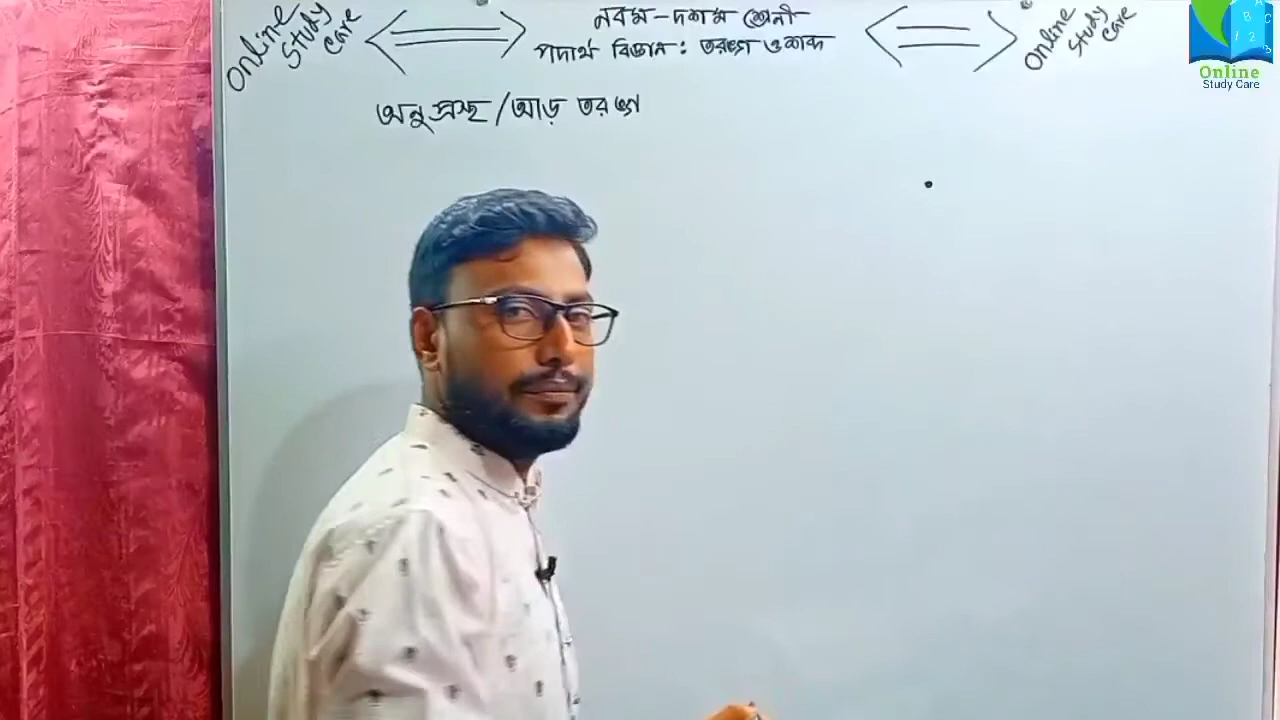 Online
Study
Care
নবম-দশম শ্রেনী
পদার্থ বিজ্ঞান: তরঙ্গ ও শব্দ
Online
Study
Care
Online
Study Care
অনুপ্রস্থ/আড় তরঙ্গ